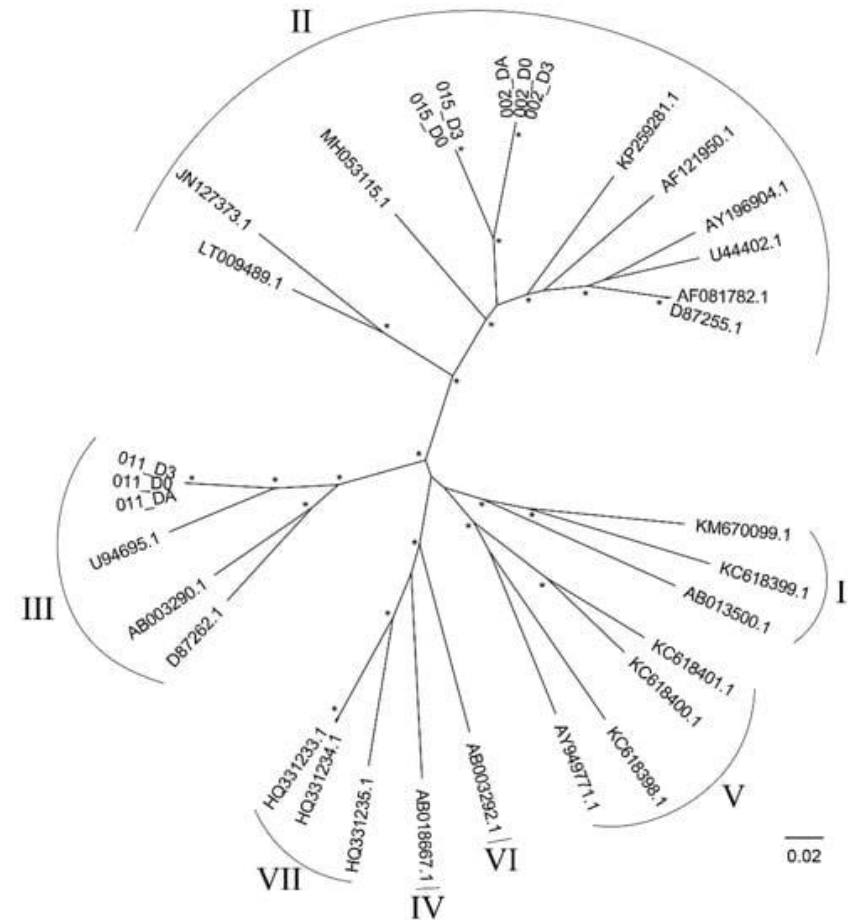 II
002_DA
002_D0
002_D3
015_D3
015_D0
KP259281.1
AF121950.1
MH053115.1
AY196904.1
JN127373.1
U44402.1
LT009489.1
AF081782.1
D87255.1
011_D3
011_D0
011_DA
U94695.1
AB003290.1
D87262.1
III
KM670099.1
KC618399.1
AB013500.1
I
KC618401.1
KC618400.1
KC618398.1
AY949771.1
V
AB003292.1
VI
AB018667.1
IV
HQ331233.1
HQ331234.1
HQ331235.1
VII
0.02